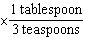 × 1 tablespoon
3 teaspoons